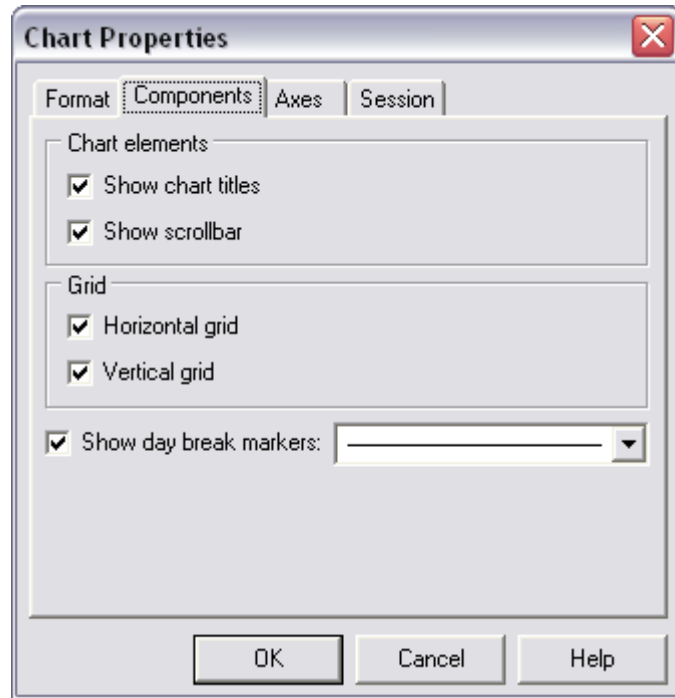 Chart Properties
Format Components Axes Session
Chart elements
Show chart titles
Show scrollbar
Grid
Horizontal grid
Vertical grid
Show day break markers:
OK Cancel Help